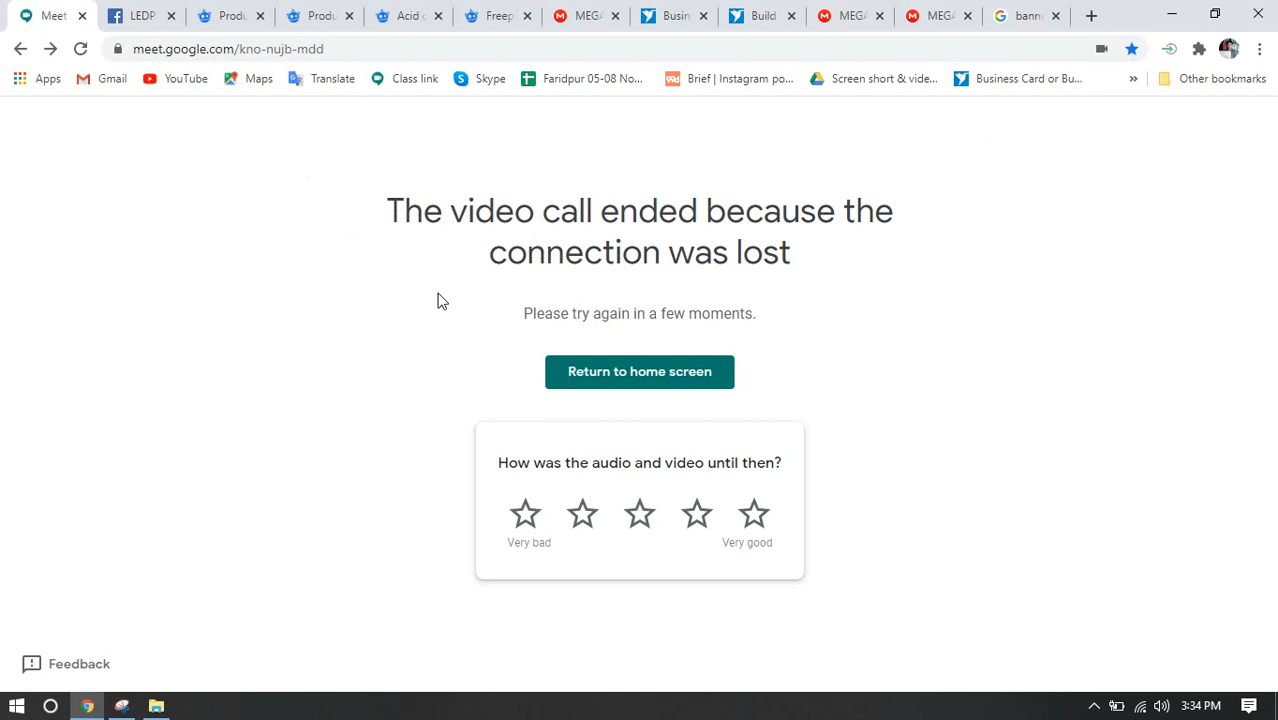 Meet LEDP Produ Produ Acid c Freep MEGA Busin Build MEGA MEGA bann
meet.google.com/kno-nujb-mdd
Apps Gmail YouTube Maps Translate Class link Skype Faridpur 05-08 No... Brief | Instagram po... Screen short & vide... Business Card or Bu... » Other bookmarks
The video call ended because the
connection was lost
Please try again in a few moments.
Return to home screen
How was the audio and video until then?
Very bad Very good
Feedback
3:34 PM